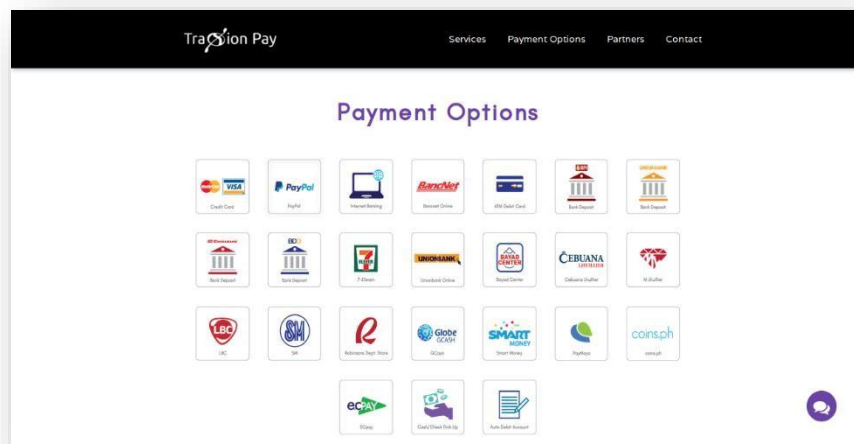 Traxion Pay
Services Payment Options Partners Contact
Payment Options
VISA PayPal BancNet BPI
Credit Card PayPal Internet Banking Bancnet Online ATM Debit Card Bank Deposit Bank Deposit
BDO 7 ELEVEN UNIONBANK BAYAD CENTER CEBUANA LHUILLIER
Bank Deposit Bank Deposit 7-Eleven Unionbank Online Bayad Center Cebuana Lhuillier M Lhuillier
LBC SM R Globe GCASH SMART MONEY coins.ph
LBC SM Robinsons Dept. Store GCash Smart Money PayMaya coins.ph
ecPAY
ECpay Cash/Check Pick Up Auto Debit Account